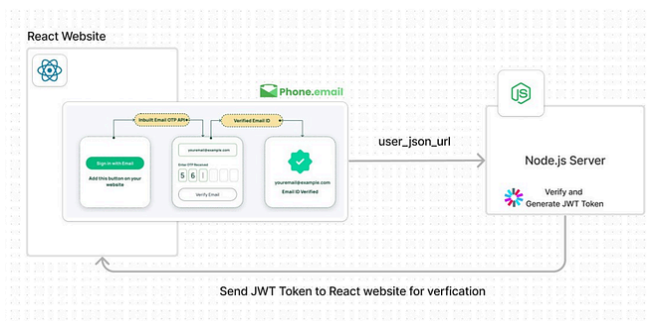 React Website
Phone.email
Inbuilt Email OTP API
Verified Email ID
Sign in with Email
Add this button on your
website
youremail@example.com
Enter OTP Received
5 6 1
Verify Email
youremail@example.com
Email ID Verified
user_json_url
JS
Node.js Server
Verify and
Generate JWT Token
Send JWT Token to React website for verfication